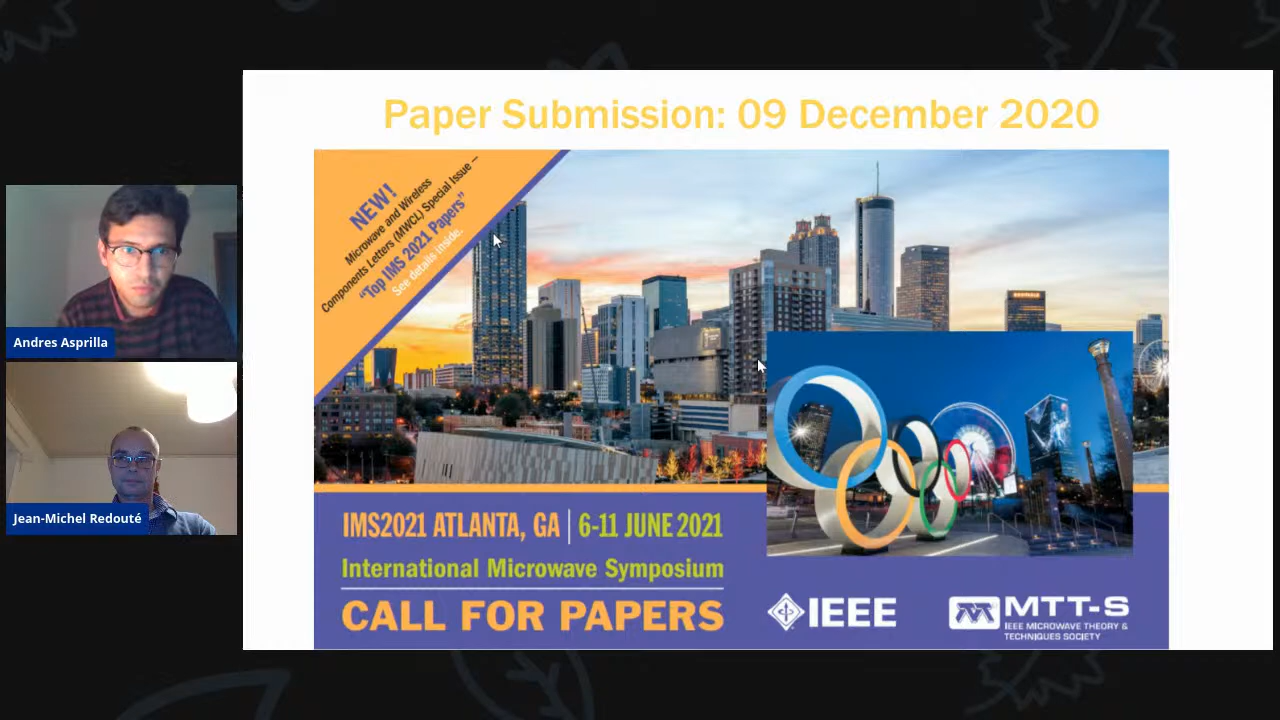 Paper Submission: 09 December 2020
NEW!
Microwave and Wireless
Components Letters (MWCL) Special Issue —
“Top IMS 2021 Papers”
See details inside.
Andres Asprilla
Jean-Michel Redouté
IMS2021 ATLANTA, GA | 6-11 JUNE 2021
International Microwave Symposium
CALL FOR PAPERS
IEEE
MTT-S
IEEE MICROWAVE THEORY &
TECHNIQUES SOCIETY